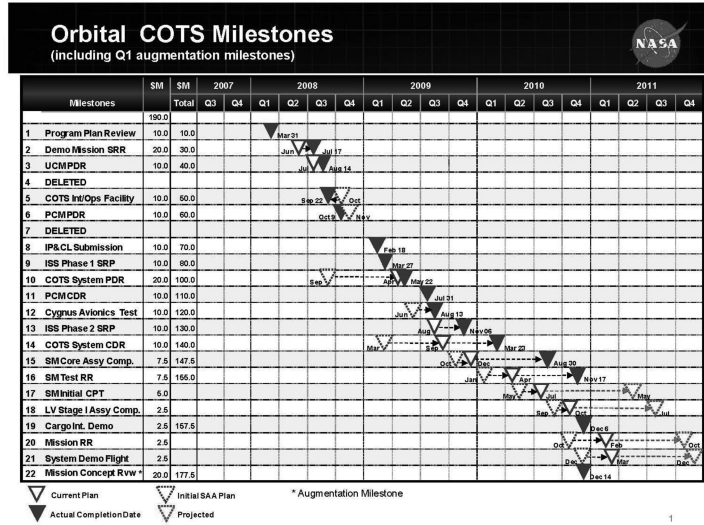 Orbital COTS Milestones
(including Q1 augmentation milestones)
NASA
$M $M 2007 2008 2009 2010 2011
Milestones Total Q3 Q4 Q1 Q2 Q3 Q4 Q1 Q2 Q3 Q4 Q1 Q2 Q3 Q4 Q1 Q2 Q3 Q4
190.0
1 Program Plan Review 10.0 10.0 Mar 31
2 Demo Mission SRR 20.0 30.0 Jun Jul 17
3 UCM PDR 10.0 40.0 Jul Aug 14
4 DELETED
5 COTS Int/Ops Facility 10.0 50.0 Sep 22 Oct
6 PCM PDR 10.0 60.0 Oct 9 Nov
7 DELETED
8 IP&CL Submission 10.0 70.0 Feb 18
9 ISS Phase 1 SRP 10.0 80.0 Mar 27
10 COTS System PDR 20.0 100.0 Sep Apr May 22
11 PCM CDR 10.0 110.0 Jul 31
12 Cygnus Avionics Test 10.0 120.0 Jun Aug 13
13 ISS Phase 2 SRP 10.0 130.0 Aug Nov 06
14 COTS System CDR 10.0 140.0 Mar Sep Mar 23
15 SM Core Assy Comp. 7.5 147.5 Oct Dec Aug 30
16 SM Test RR 7.5 155.0 Jan Apr Nov 17
17 SM Initial CPT 5.0 May Jul May
18 LV Stage I Assy Comp. 2.5 Sep Oct Jul
19 Cargo Int. Demo 2.5 157.5 Dec 6
20 Mission RR 2.5 Oct Feb Oct
21 System Demo Flight 2.5 Dec Mar Dec
22 Mission Concept Rvw * 20.0 177.5 Dec 14
Current Plan Initial SAA Plan * Augmentation Milestone
Actual Completion Date Projected
1